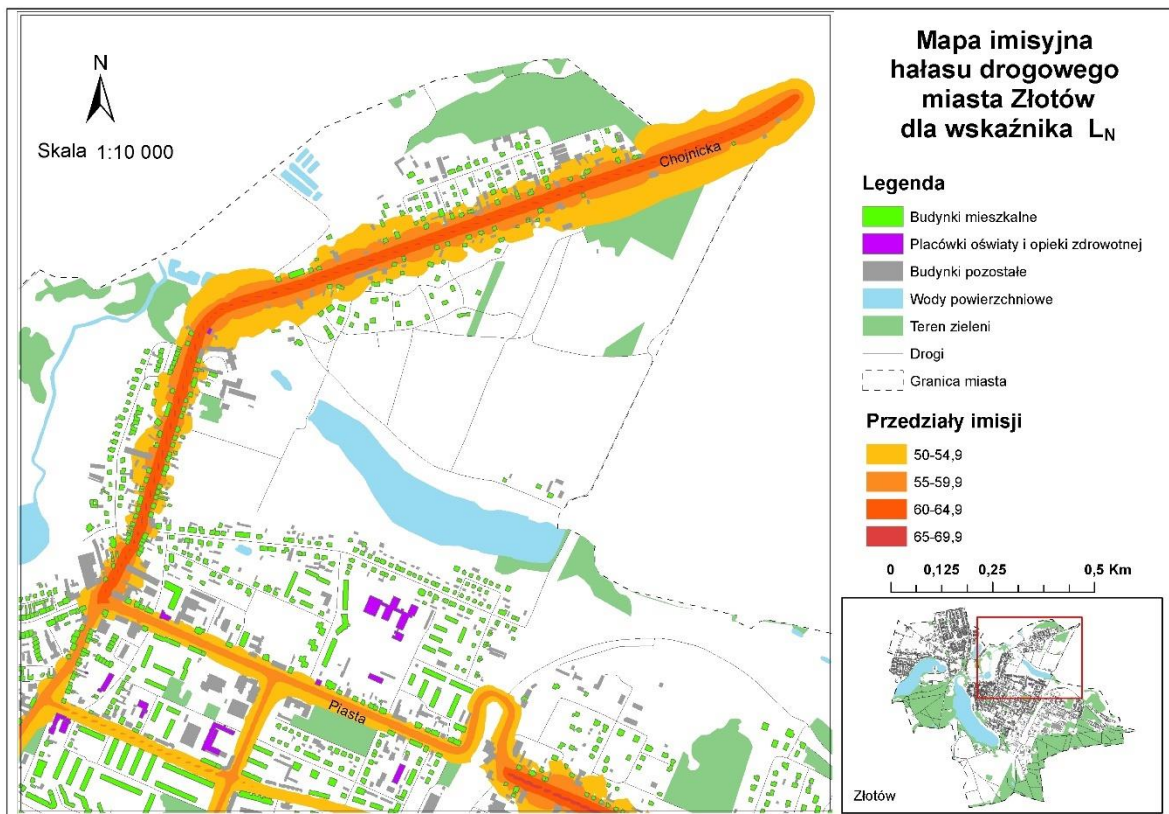 N
Skala 1:10 000
Chojnicka
Piasta
Mapa imisyjna
hałasu drogowego
miasta Złotów
dla wskaźnika LN
Legenda
Budynki mieszkalne
Placówki oświaty i opieki zdrowotnej
Budynki pozostałe
Wody powierzchniowe
Teren zieleni
Drogi
Granica miasta
Przedziały imisji
50-54,9
55-59,9
60-64,9
65-69,9
0 0,125 0,25 0,5 Km
Złotów